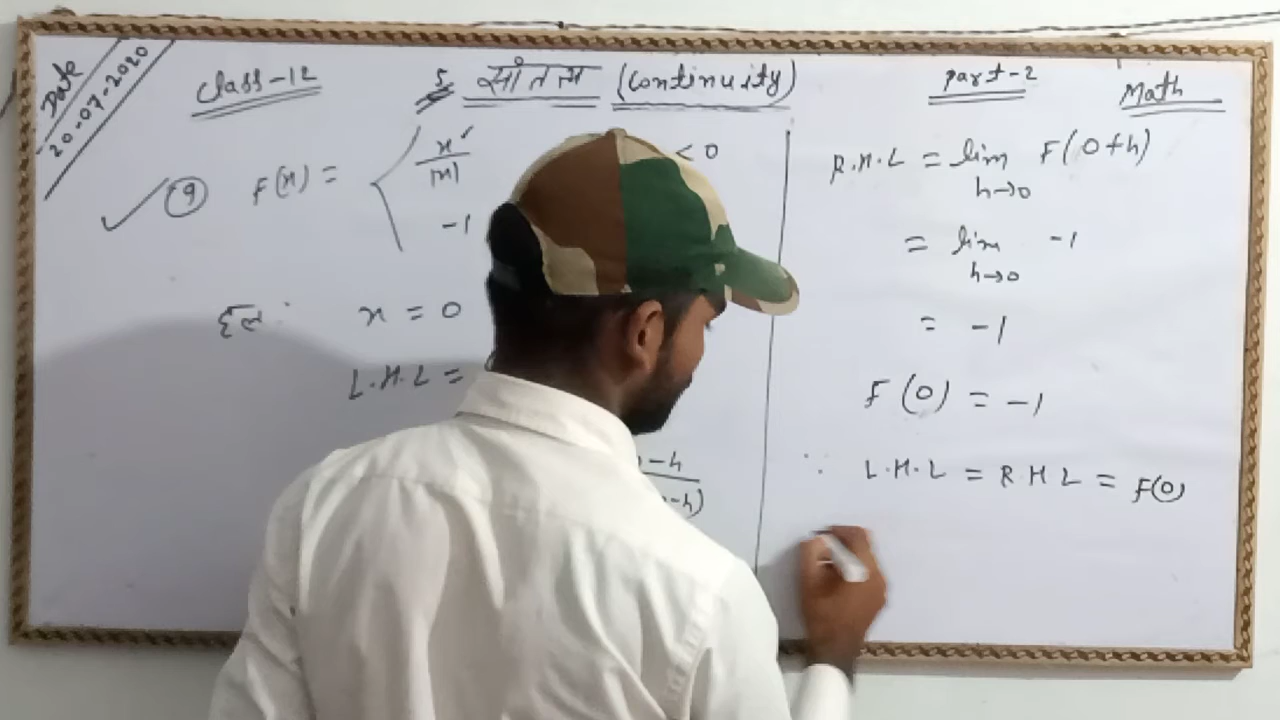 Date
20-07-2020
Class-12
5. सांतत्य (Continuity)
Part-2
Math
9 F(x) = x/|x| < 0
-1
हल : x = 0
L.H.L =
-h
-h)
R.H.L = lim F(0+h)
h→0
= lim -1
h→0
= -1
F(0) = -1
∵ L.H.L = R.H.L = F(0)